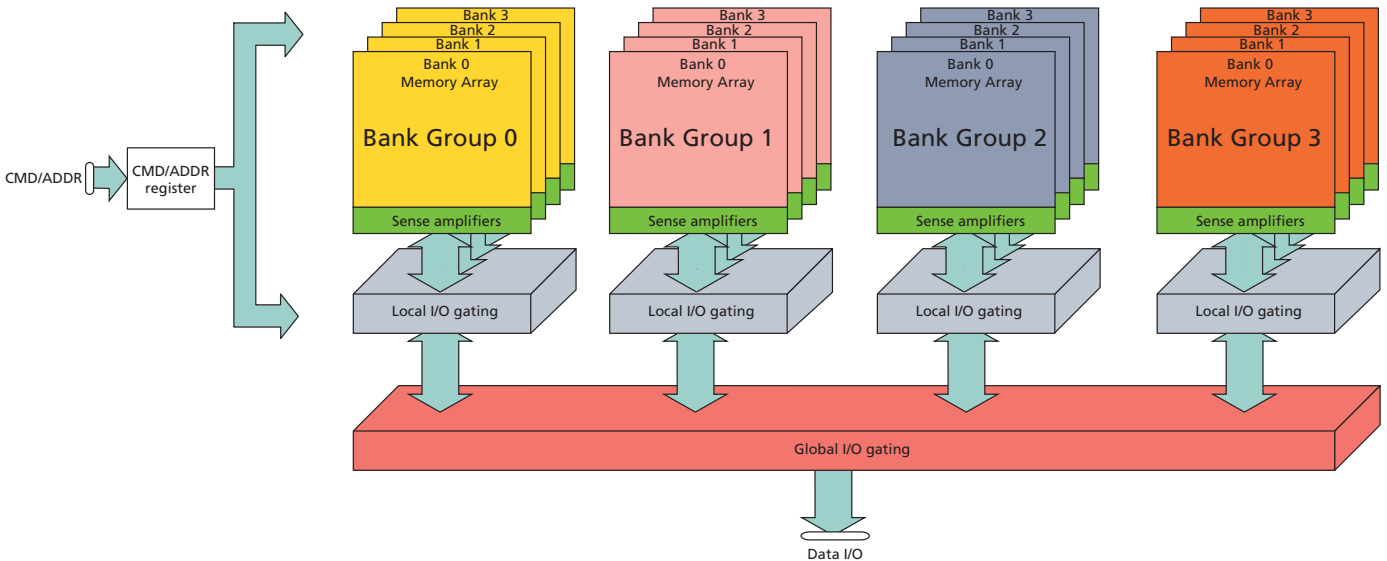 Bank 3
Bank 2
Bank 1
Bank 0
Memory Array
Bank Group 0
Sense amplifiers
Local I/O gating
Bank 3
Bank 2
Bank 1
Bank 0
Memory Array
Bank Group 1
Sense amplifiers
Local I/O gating
Bank 3
Bank 2
Bank 1
Bank 0
Memory Array
Bank Group 2
Sense amplifiers
Local I/O gating
Bank 3
Bank 2
Bank 1
Bank 0
Memory Array
Bank Group 3
Sense amplifiers
Local I/O gating
CMD/ADDR
CMD/ADDR
register
Global I/O gating
Data I/O